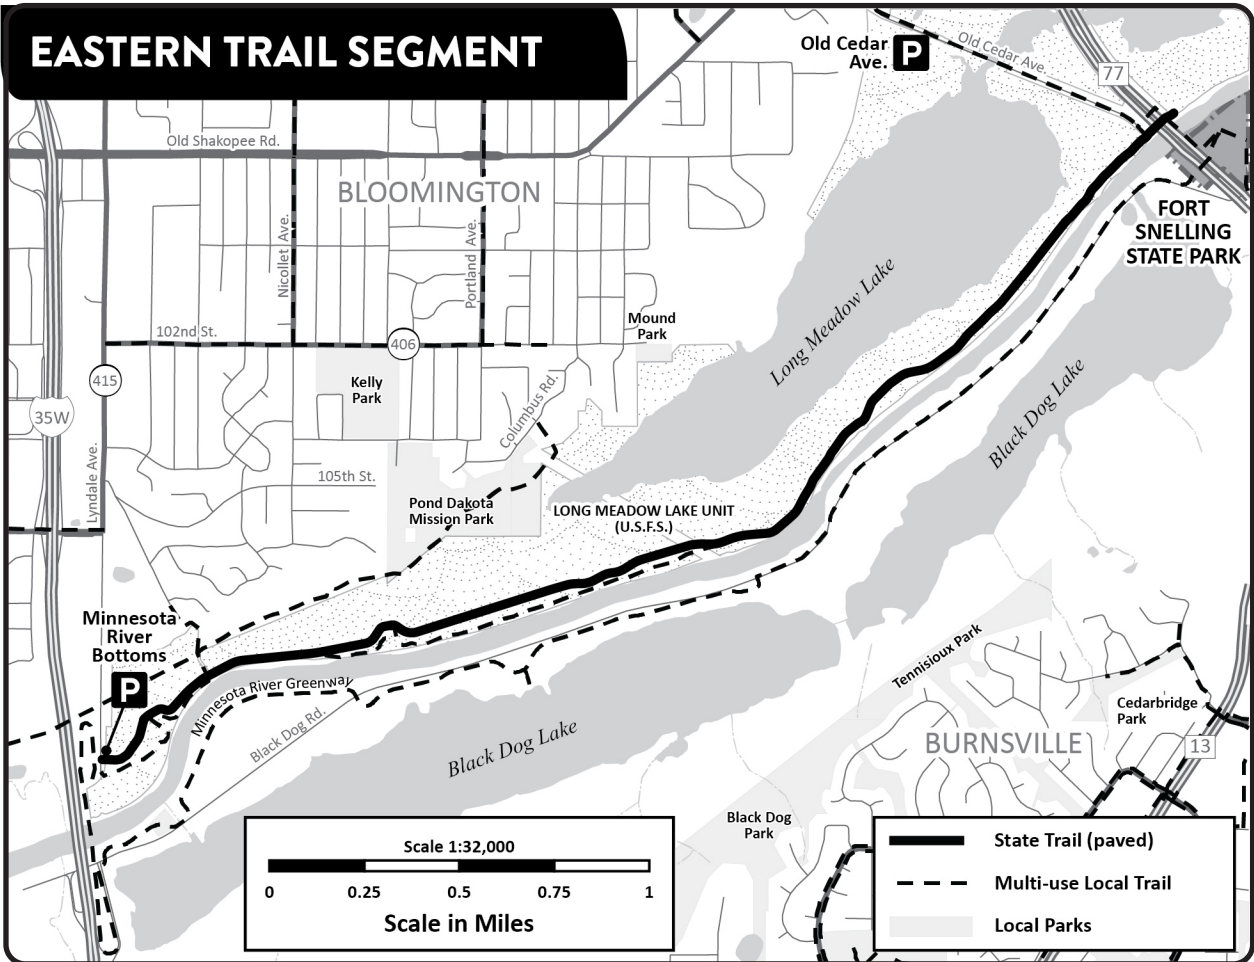 EASTERN TRAIL SEGMENT
Old Cedar
Ave.
P
Old Cedar Ave
77
Old Shakopee Rd.
BLOOMINGTON
Nicollet Ave.
Portland Ave.
FORT
SNELLING
STATE PARK
102nd St.
406
Mound
Park
Long Meadow Lake
415
Kelly
Park
35W
Columbus Rd.
Black Dog Lake
Lyndale Ave.
105th St.
Pond Dakota
Mission Park
LONG MEADOW LAKE UNIT
(U.S.F.S.)
Minnesota
River
Bottoms
P
Minnesota River Greenway
Black Dog Rd.
Black Dog Lake
Tennisioux Park
Cedarbridge
Park
BURNSVILLE
13
Black Dog
Park
Scale 1:32,000
0 0.25 0.5 0.75 1
Scale in Miles
State Trail (paved)
Multi-use Local Trail
Local Parks